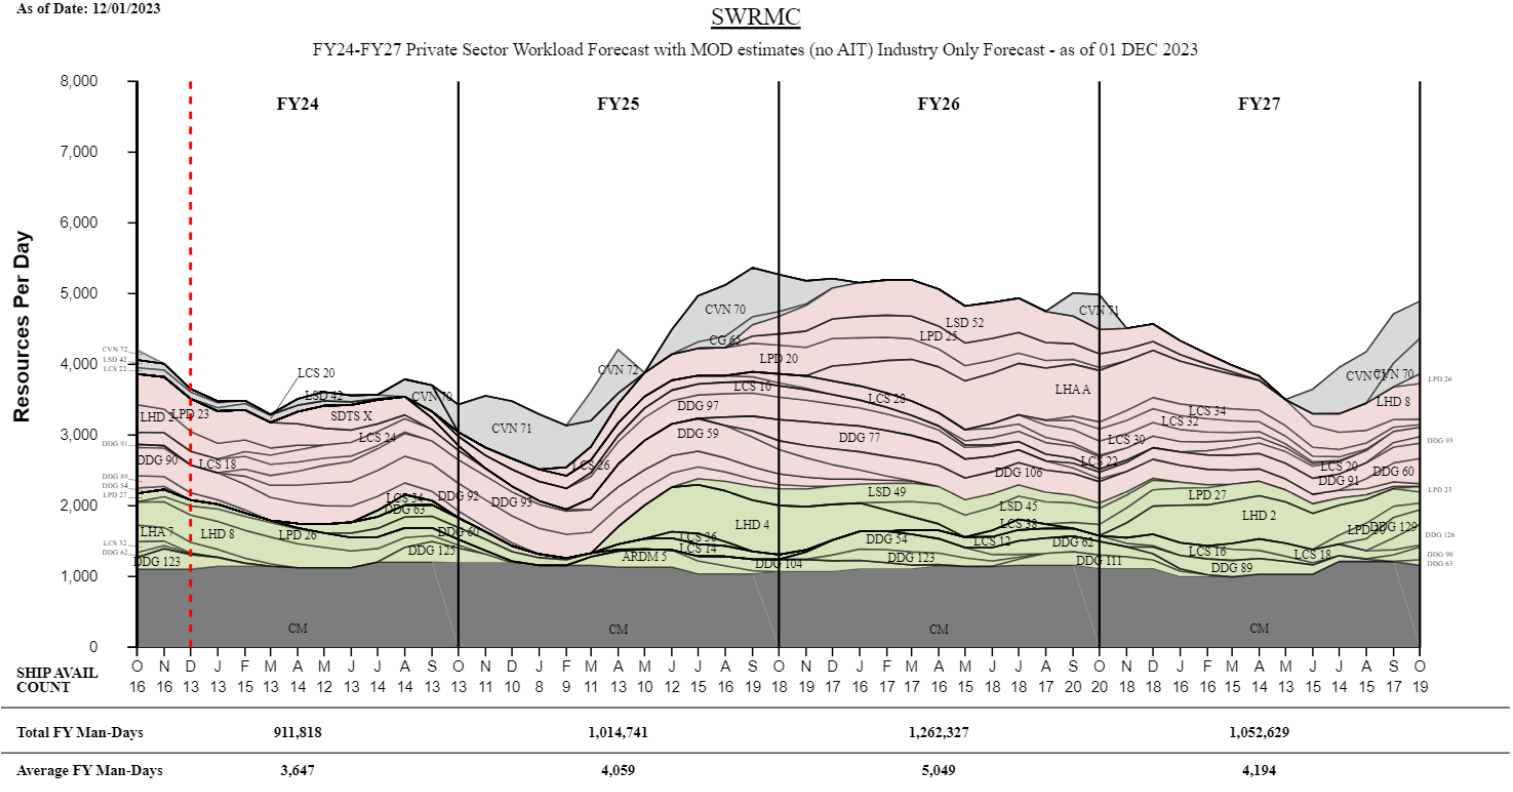 As of Date: 12/01/2023
SWRMC
FY24-FY27 Private Sector Workload Forecast with MOD estimates (no AIT) Industry Only Forecast - as of 01 DEC 2023
Resources Per Day
8,000
7,000
6,000
5,000
4,000
3,000
2,000
1,000
0
FY24 FY25 FY26 FY27
CVN 72
LSD 42
LCS 22
DDG 91
DDG 89
DDG 54
LPD 27
LCS 32
DDG 62
LHD
LPD 23
DDG 90
LCS 18
LHA 7
LHD 8
DDG 123
LCS 20
LSD 42
SDTS X
LCS 24
LPD 26
DDG 63
DDG 125
CVN 70
DDG 92
DDG 60
CVN 71
DDG 93
LCS 26
CVN 72
CVN 70
CG 65
LPD 20
LCS 10
DDG 97
DDG 59
LHD 4
LCS 36
LCS 14
ARDM 5
DDG 104
LSD 52
LPD 25
LCS 28
DDG 77
DDG 106
LSD 49
LSD 45
LCS 38
DDG 54
LCS 12
DDG 62
DDG 123
DDG 111
CVN 71
LHA A
LCS 34
LCS 32
LCS 30
LCS 22
LPD 27
LHD 2
LCS 16
LCS 18
DDG 89
CVN 70
LHD 8
LCS 20
DDG 91
DDG 60
DDG 129
LPD 26
DDG 93
LPD 23
DDG 126
DDG 90
DDG 63
CM CM CM CM
O N D J F M A M J J A S O N D J F M A M J J A S O N D J F M A M J J A S O N D J F M A M J J A S O
SHIP AVAIL
COUNT
16 16 13 13 15 13 14 12 13 14 14 13 13 11 10 8 9 11 13 10 12 15 16 19 18 19 17 16 17 17 16 15 18 18 17 20 20 18 18 16 16 15 14 13 15 14 15 17 19
Total FY Man-Days 911,818 1,014,741 1,262,327 1,052,629
Average FY Man-Days 3,647 4,059 5,049 4,194